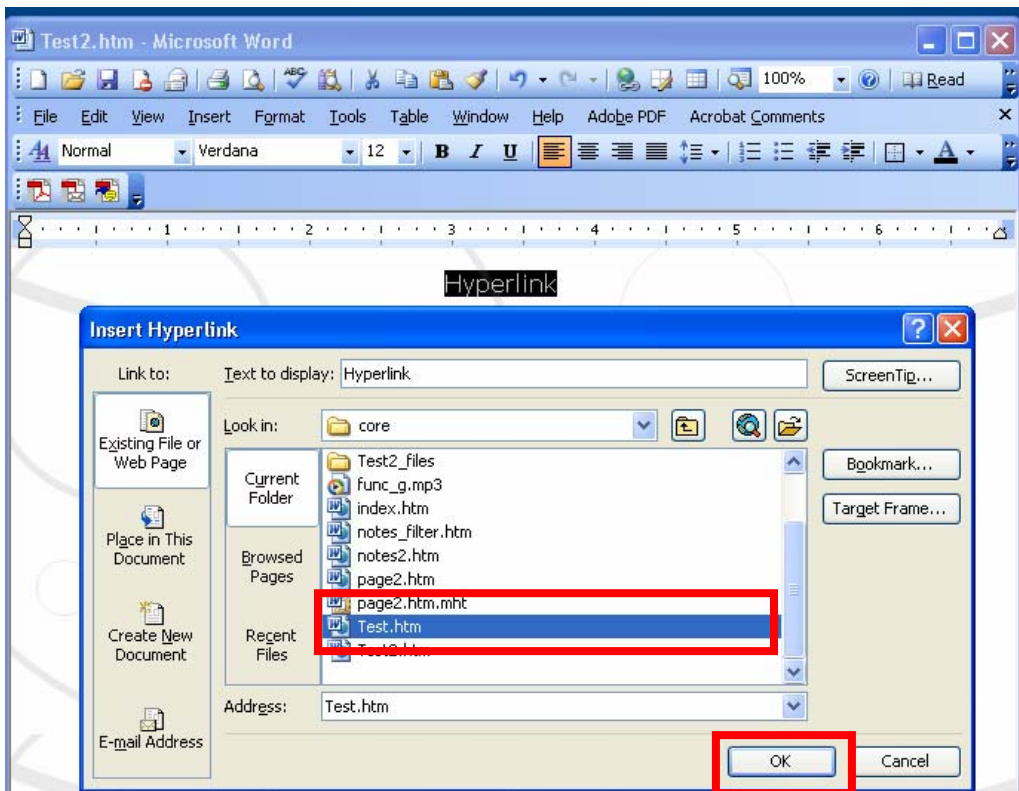 Test2.htm - Microsoft Word
ABC 100% Read
File Edit View Insert Format Tools Table Window Help Adobe PDF Acrobat Comments
Normal Verdana 12 B I U A
1 2 3 4 5 6
Hyperlink
Insert Hyperlink
Link to: Text to display: Hyperlink ScreenTip...
Look in: core
Existing File or
Web Page
Place in This
Document
Create New
Document
E-mail Address
Current
Folder
Browsed
Pages
Recent
Files
Test2_files
func_g.mp3
index.htm
notes_filter.htm
notes2.htm
page2.htm
page2.htm.mht
Test.htm
Test2.htm
Bookmark...
Target Frame...
Address: Test.htm
OK Cancel